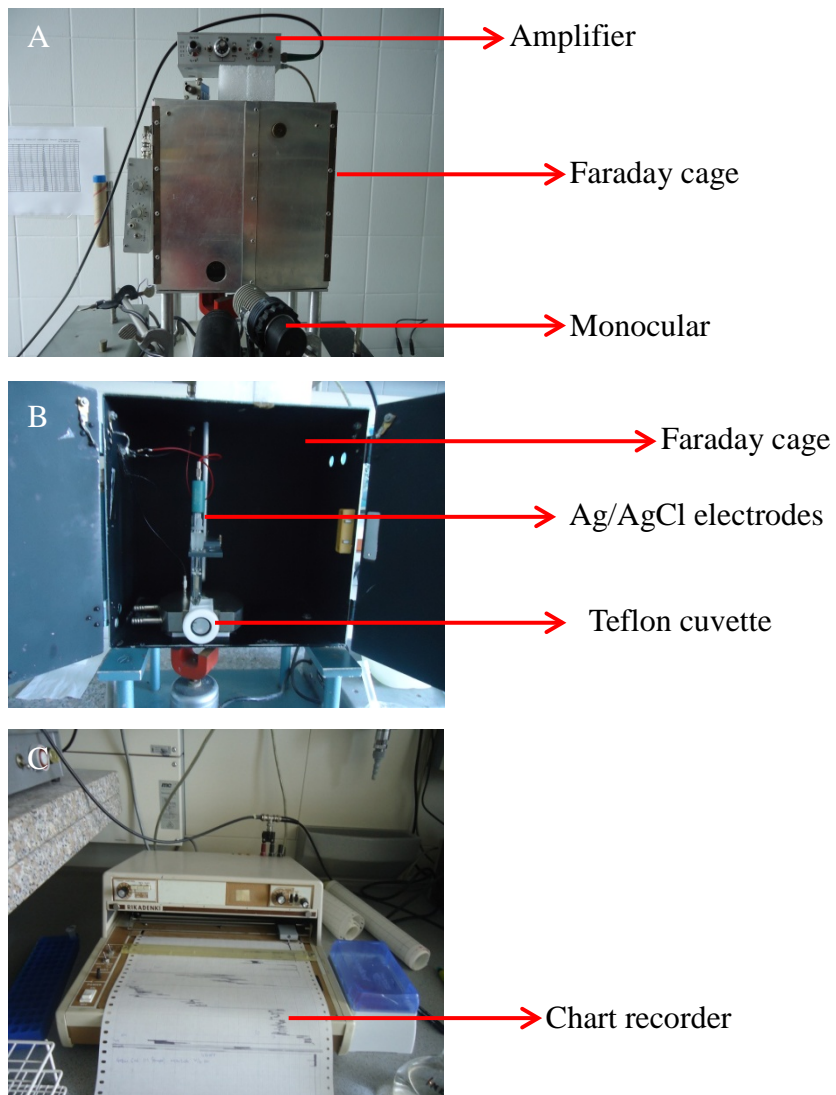 A
Amplifier
Faraday cage
Monocular
B
Faraday cage
Ag/AgCl electrodes
Teflon cuvette
C
RIKADENKI
Chart recorder